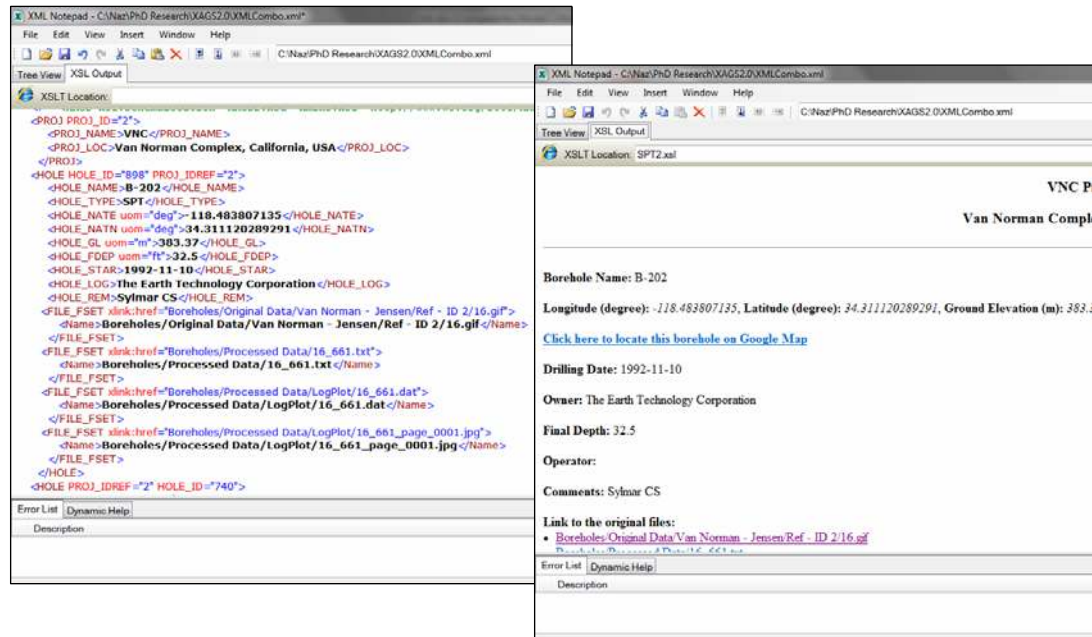 XML Notepad - C:\Naz\PhD Research\XAGS2.0\XMLCombo.xml*
File Edit View Insert Window Help
C:\Naz\PhD Research\XAGS2.0\XMLCombo.xml
Tree View XSL Output
XSLT Location:
<PROJ PROJ_ID="2">
<PROJ_NAME>VNC</PROJ_NAME>
<PROJ_LOC>Van Norman Complex, California, USA</PROJ_LOC>
</PROJ>
<HOLE HOLE_ID="898" PROJ_IDREF="2">
<HOLE_NAME>B-202</HOLE_NAME>
<HOLE_TYPE>SPT</HOLE_TYPE>
<HOLE_NATE uom="deg">-118.483807135</HOLE_NATE>
<HOLE_NATN uom="deg">34.311120289291</HOLE_NATN>
<HOLE_GL uom="m">383.37</HOLE_GL>
<HOLE_FDEP uom="ft">32.5</HOLE_FDEP>
<HOLE_STAR>1992-11-10</HOLE_STAR>
<HOLE_LOG>The Earth Technology Corporation</HOLE_LOG>
<HOLE_REM>Sylmar CS</HOLE_REM>
<FILE_FSET xlink:href="Boreholes/Original Data/Van Norman - Jensen/Ref - ID 2/16.gif">
<Name>Boreholes/Original Data/Van Norman - Jensen/Ref - ID 2/16.gif</Name>
</FILE_FSET>
<FILE_FSET xlink:href="Boreholes/Processed Data/16_661.txt">
<Name>Boreholes/Processed Data/16_661.txt</Name>
</FILE_FSET>
<FILE_FSET xlink:href="Boreholes/Processed Data/LogPlot/16_661.dat">
<Name>Boreholes/Processed Data/LogPlot/16_661.dat</Name>
</FILE_FSET>
<FILE_FSET xlink:href="Boreholes/Processed Data/LogPlot/16_661_page_0001.jpg">
<Name>Boreholes/Processed Data/LogPlot/16_661_page_0001.jpg</Name>
</FILE_FSET>
</HOLE>
<HOLE PROJ_IDREF="2" HOLE_ID="740">
Error List Dynamic Help
Description
XML Notepad - C:\Naz\PhD Research\XAGS2.0\XMLCombo.xml
File Edit View Insert Window Help
C:\Naz\PhD Research\XAGS2.0\XMLCombo.xml
Tree View XSL Output
XSLT Location: SPT2.xsl
VNC P
Van Norman Comple
Borehole Name: B-202
Longitude (degree): -118.483807135, Latitude (degree): 34.311120289291, Ground Elevation (m): 383.
Click here to locate this borehole on Google Map
Drilling Date: 1992-11-10
Owner: The Earth Technology Corporation
Final Depth: 32.5
Operator:
Comments: Sylmar CS
Link to the original files:
• Boreholes/Original Data/Van Norman - Jensen/Ref - ID 2/16.gif
Error List Dynamic Help
Description